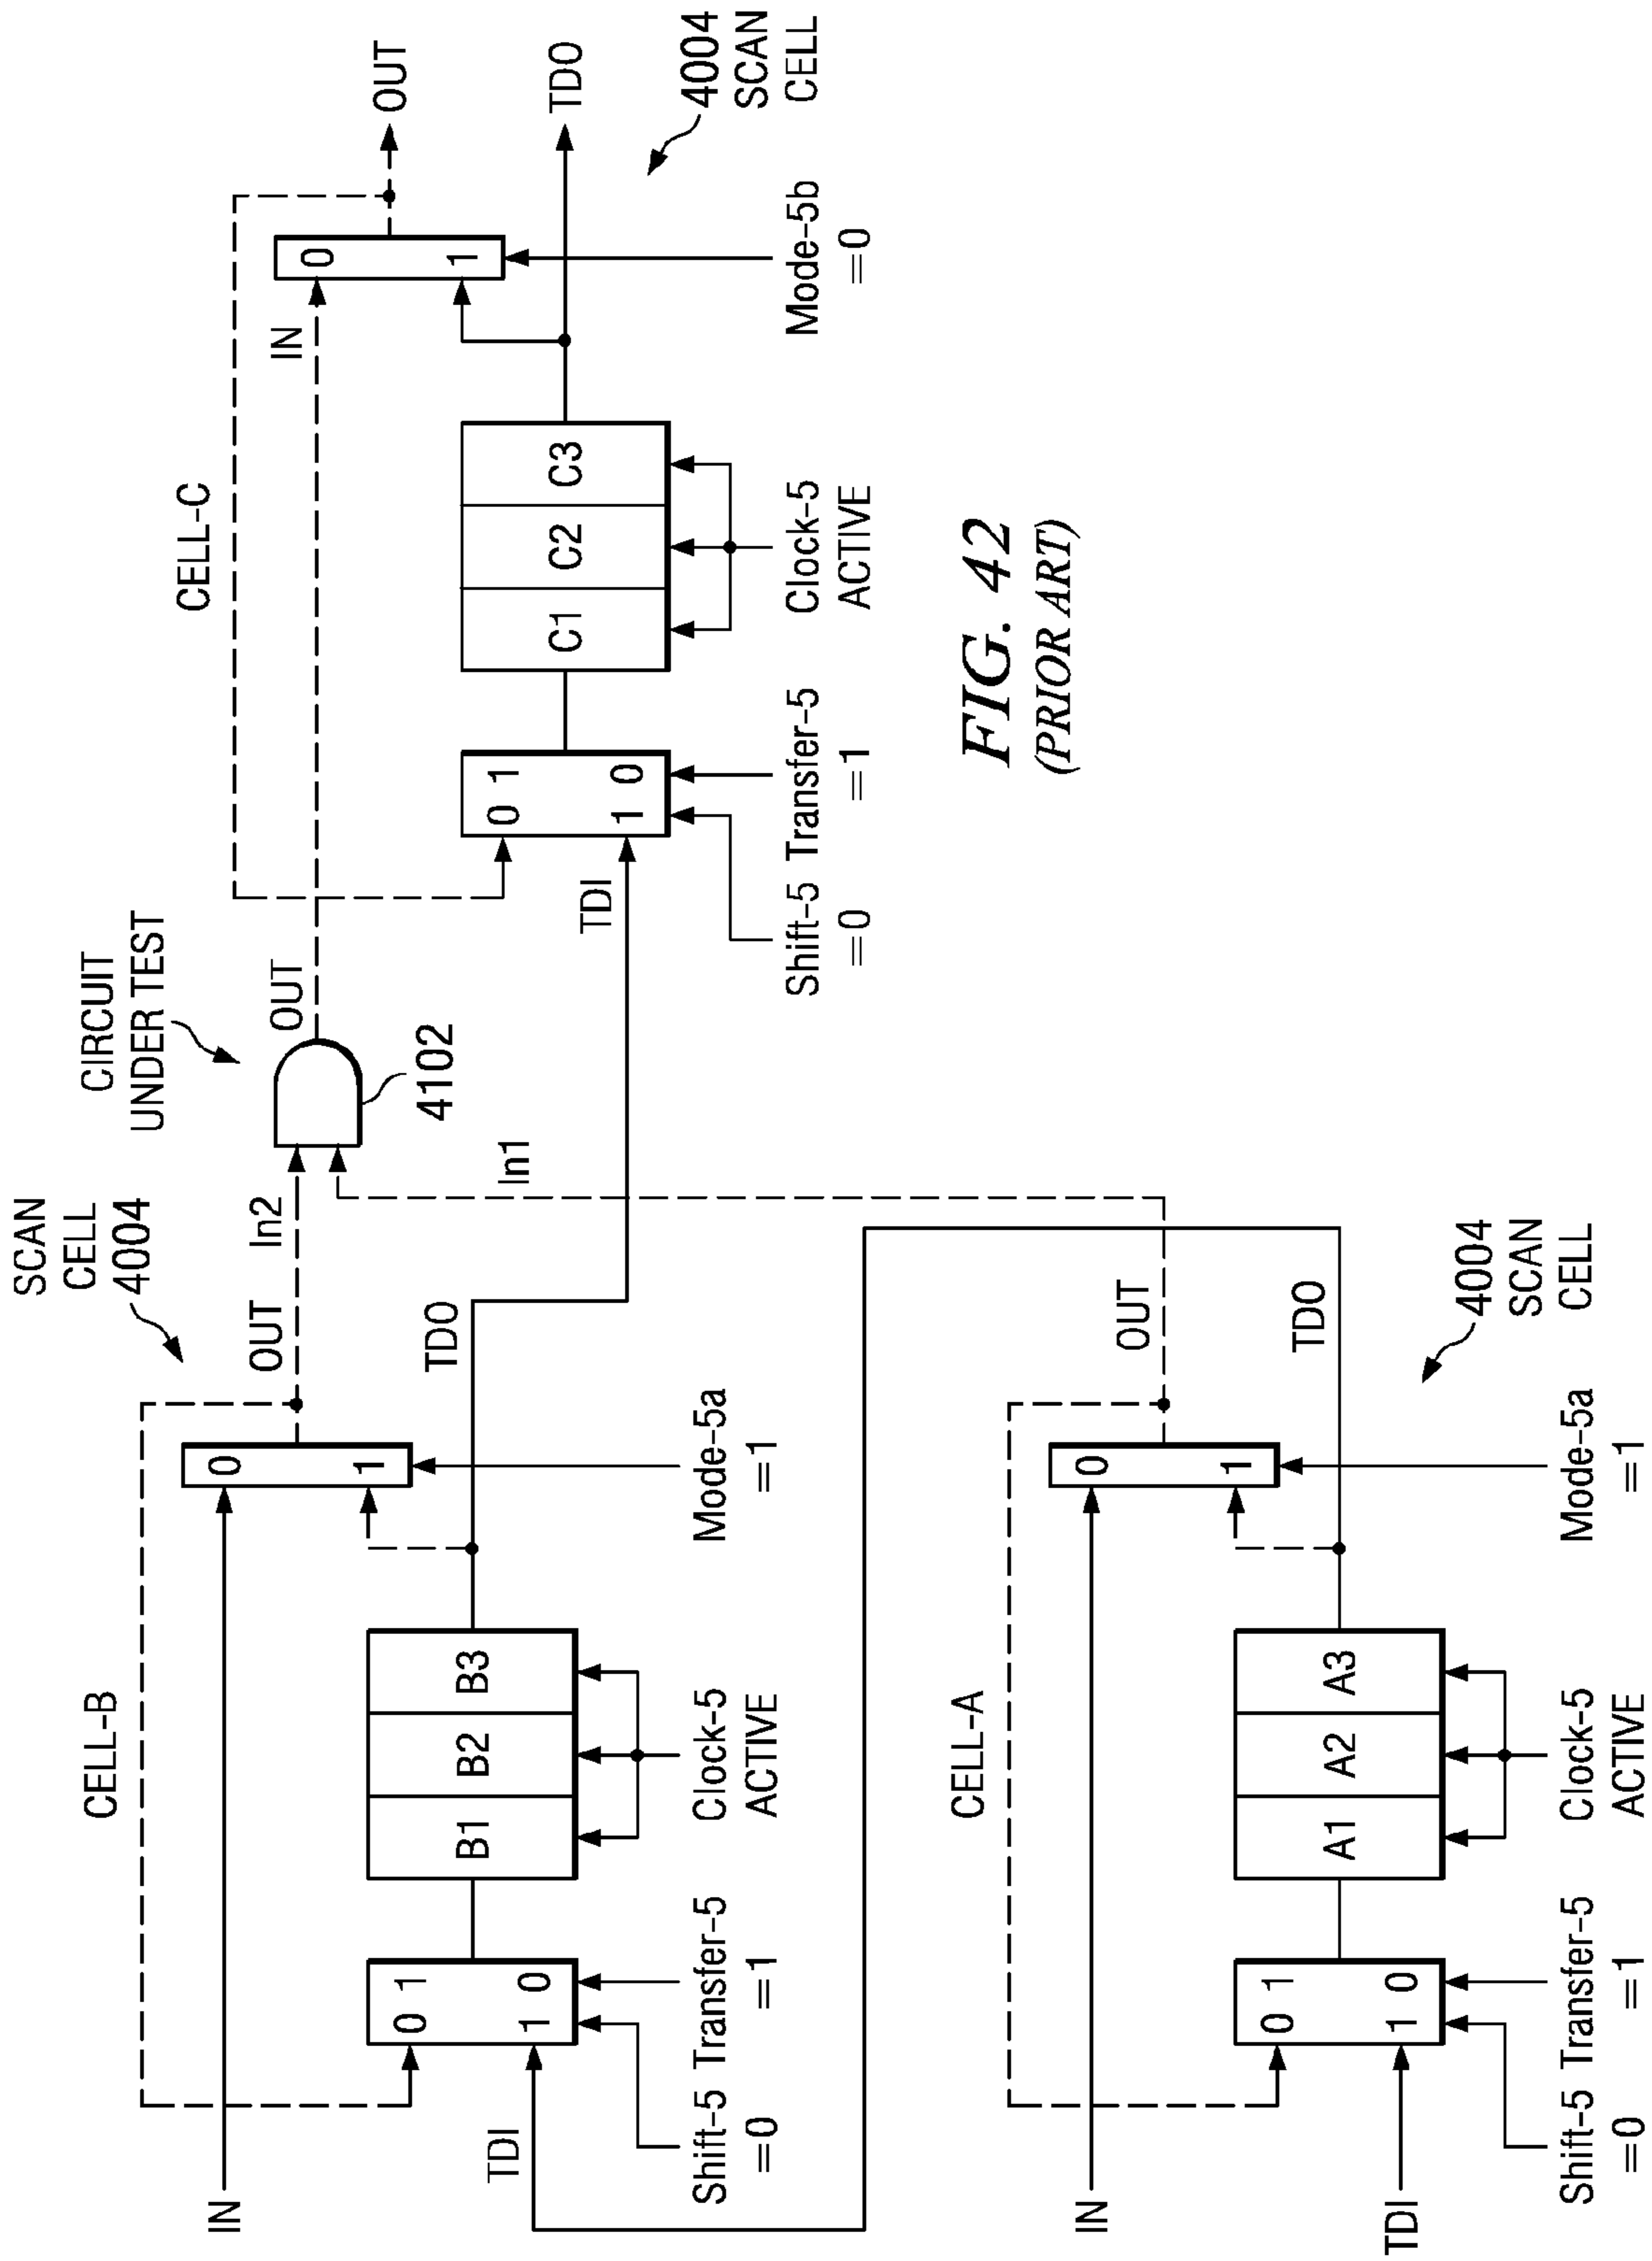 SCAN
CELL
4004
CIRCUIT
UNDER TEST
CELL-B
IN
0
1
OUT
In2
OUT
4102
TDI
0 1
1 0
B1
B2
B3
TDO
Shift-5
=0
Transfer-5
=1
Clock-5
ACTIVE
Mode-5a
=1
In1
CELL-C
IN
0
1
OUT
TDI
0 1
1 0
C1
C2
C3
TDO
4004
SCAN
CELL
Shift-5
=0
Transfer-5
=1
Clock-5
ACTIVE
Mode-5b
=0
CELL-A
IN
0
1
OUT
TDI
0 1
1 0
A1
A2
A3
TDO
4004
SCAN
CELL
Shift-5
=0
Transfer-5
=1
Clock-5
ACTIVE
Mode-5a
=1
FIG. 42
(PRIOR ART)